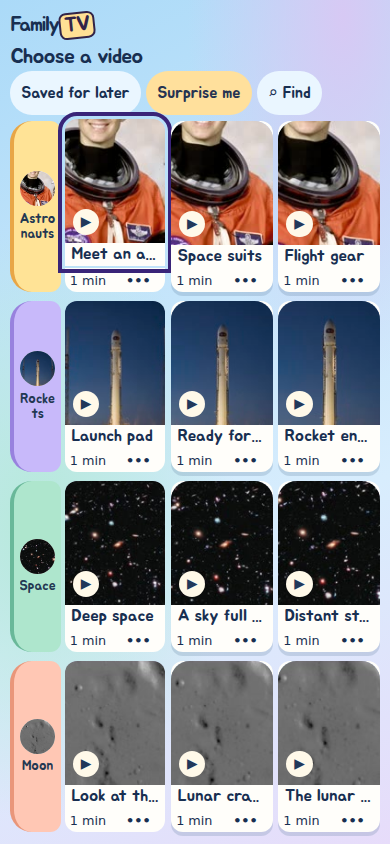 Family TV
Choose a video
Saved for later
Surprise me
Find
Astro
nauts
Meet an a...
1 min
Space suits
1 min
Flight gear
1 min
Rocke
ts
Launch pad
1 min
Ready for...
1 min
Rocket en...
1 min
Space
Deep space
1 min
A sky full ...
1 min
Distant st...
1 min
Moon
Look at th...
1 min
Lunar cra...
1 min
The lunar ...
1 min